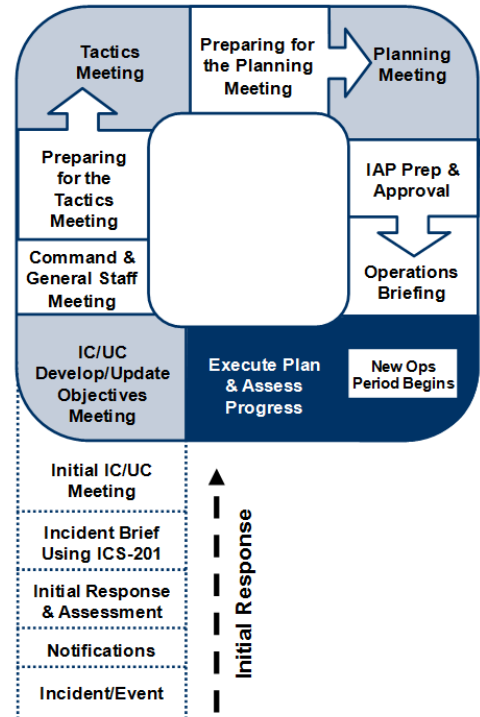 Tactics
Meeting
Preparing for
the Planning
Meeting
Planning
Meeting
Preparing
for the
Tactics
Meeting
IAP Prep &
Approval
Command &
General Staff
Meeting
Operations
Briefing
IC/UC
Develop/Update
Objectives
Meeting
Execute Plan
& Assess
Progress
New Ops
Period Begins
Initial IC/UC
Meeting
Incident Brief
Using ICS-201
Initial Response
& Assessment
Notifications
Incident/Event
Initial Response